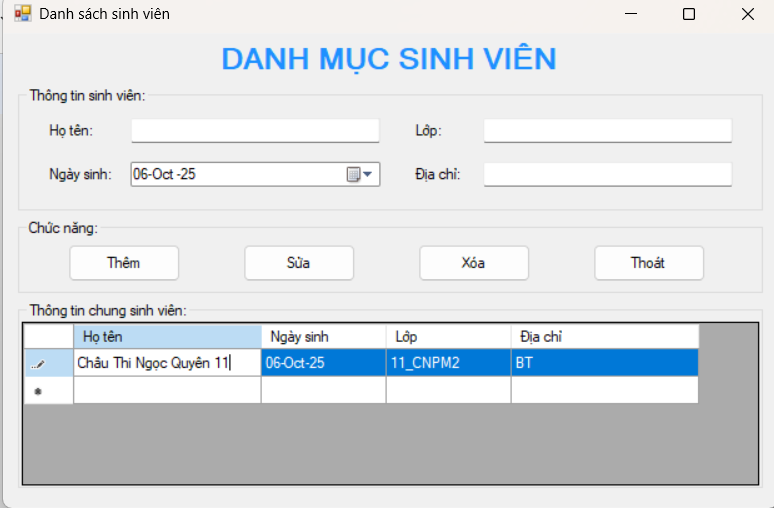 Danh sách sinh viên
DANH MỤC SINH VIÊN
Thông tin sinh viên:
Họ tên: Lớp:
Ngày sinh: 06-Oct -25 Địa chỉ:
Chức năng:
Thêm Sửa Xóa Thoát
Thông tin chung sinh viên:
Họ tên Ngày sinh Lớp Địa chỉ
Châu Thi Ngọc Quyên 11 06-Oct-25 11_CNPM2 BT